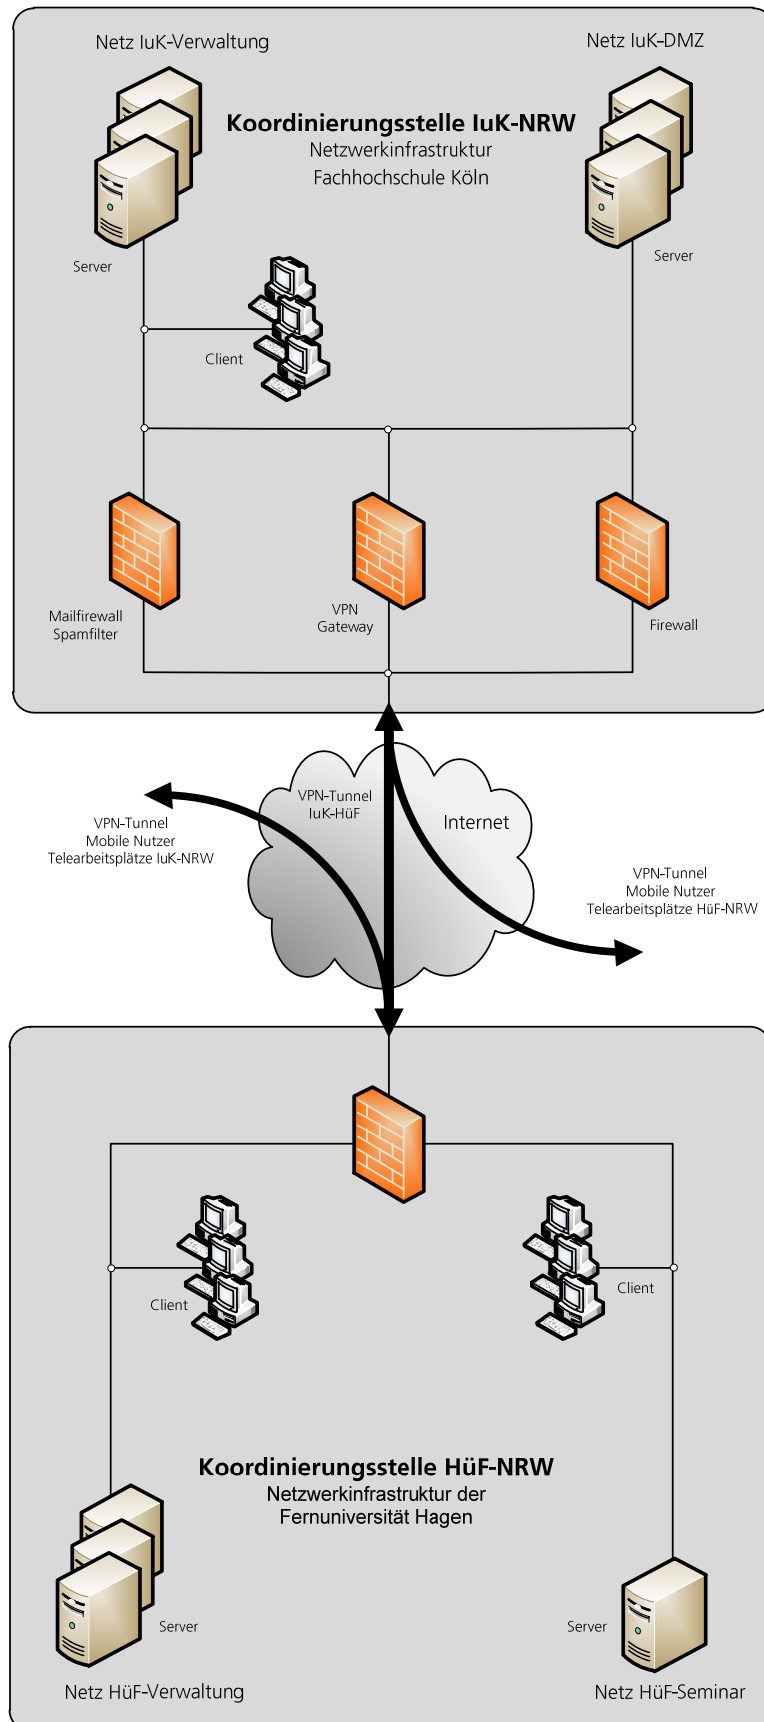 Netz IuK-Verwaltung
Netz IuK-DMZ
Koordinierungsstelle IuK-NRW
Netzwerkinfrastruktur
Fachhochschule Köln
Server
Server
Client
Mailfirewall
Spamfilter
VPN
Gateway
Firewall
VPN-Tunnel
IuK-HüF
Internet
VPN-Tunnel
Mobile Nutzer
Telearbeitsplätze IuK-NRW
VPN-Tunnel
Mobile Nutzer
Telearbeitsplätze HüF-NRW
Client
Client
Koordinierungsstelle HüF-NRW
Netzwerkinfrastruktur der
Fernuniversität Hagen
Server
Server
Netz HüF-Verwaltung
Netz HüF-Seminar